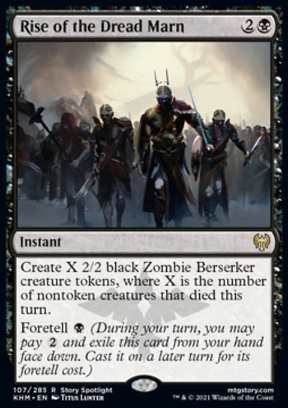 Rise of the Dread Marn 2
Instant
Create X 2/2 black Zombie Berserker
creature tokens, where X is the
number of nontoken creatures that died this
turn.
Foretell (During your turn, you may
pay 2 and exile this card from your hand
face down. Cast it on a later turn for its
foretell cost.)
107/285 R Story Spotlight mtgstory.com
KHM • EN Titus Lunter ™ & © 2021 Wizards of the Coast